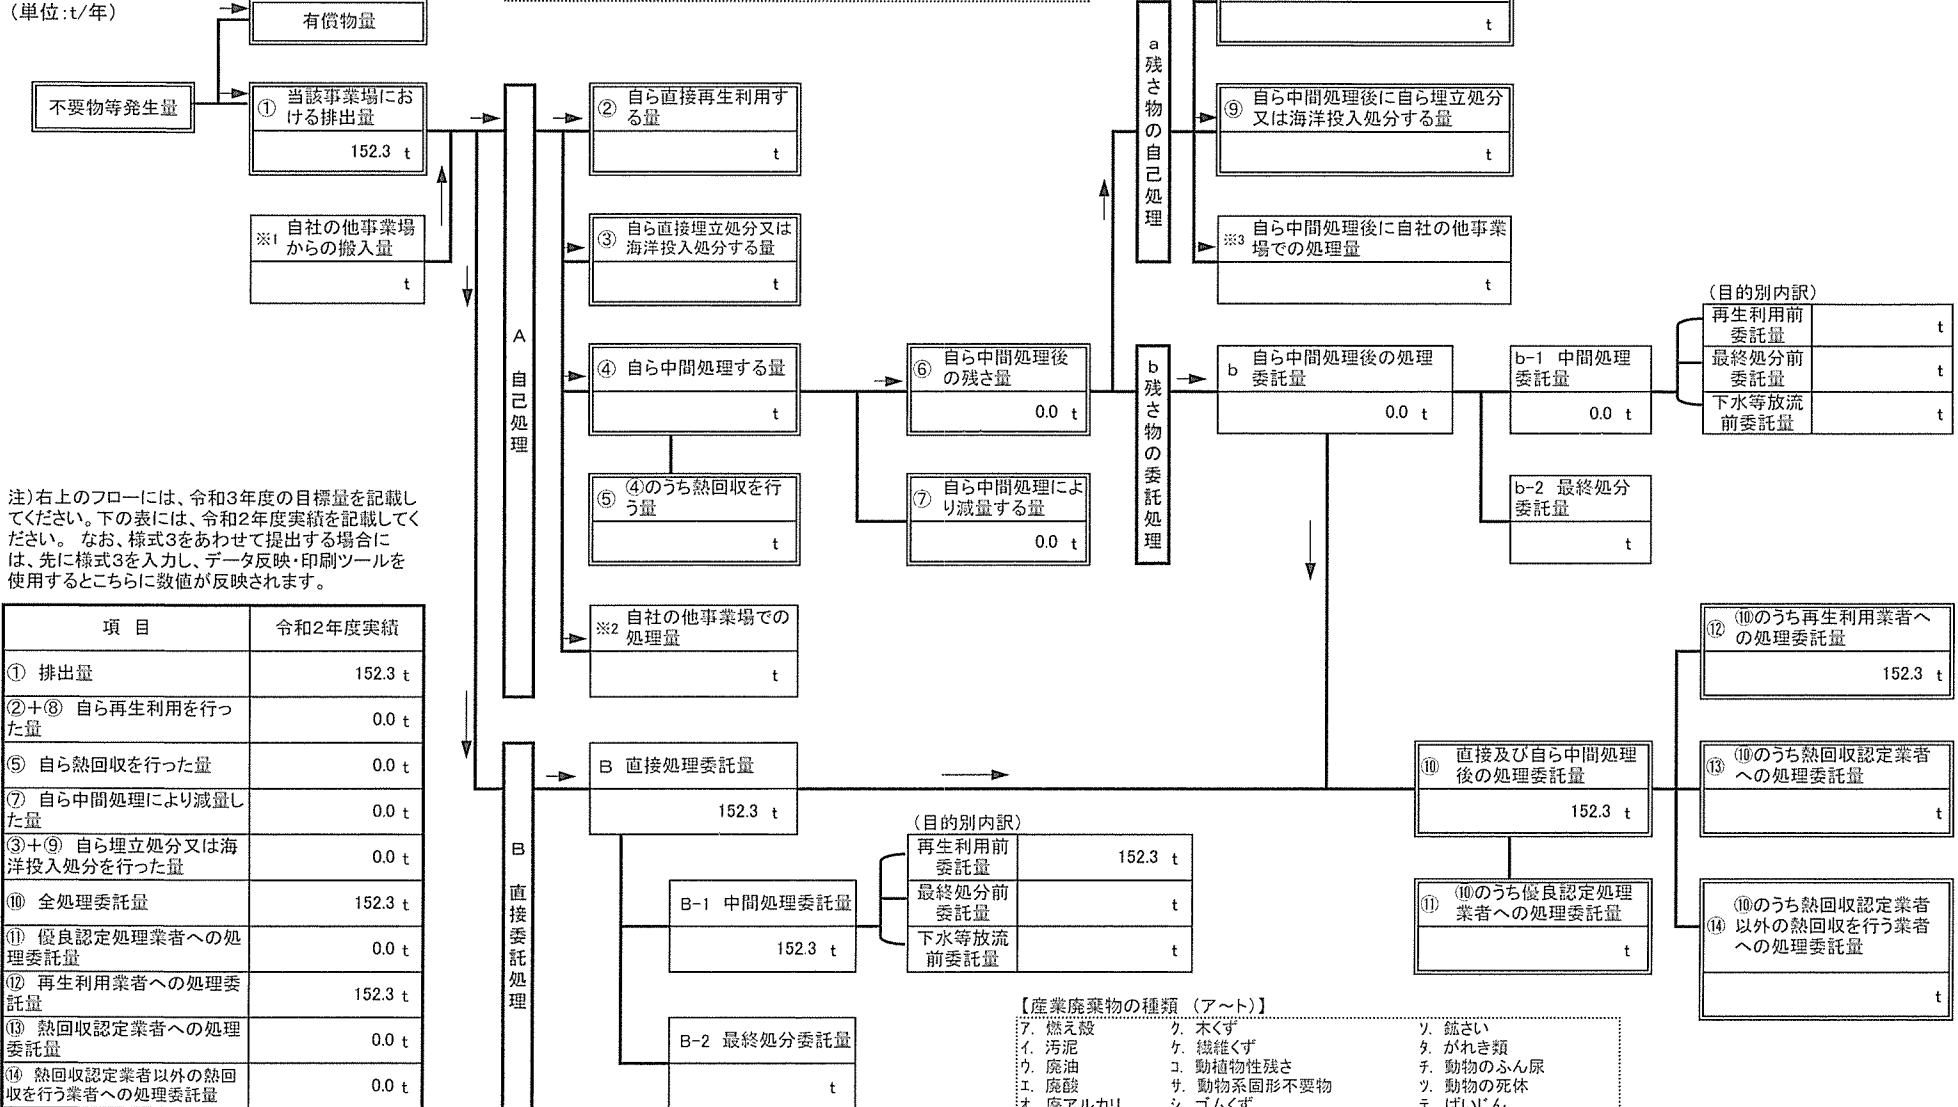 (単位:t/年)
有償物量
不要物等発生量
① 当該事業場にお
ける排出量
152.3 t
※1 自社の他事業場
からの搬入量
t
A 自己処理
② 自ら直接再生利用す
る量
t
③ 自ら直接埋立処分又は
海洋投入処分する量
t
④ 自ら中間処理する量
t
⑤ ④のうち熱回収を行
う量
t
※2 自社の他事業場での
処理量
t
⑥ 自ら中間処理後
の残さ量
0.0 t
⑦ 自ら中間処理によ
り減量する量
0.0 t
a 残さ物の自己処理
t
⑨ 自ら中間処理後に自ら埋立処分
又は海洋投入処分する量
t
※3 自ら中間処理後に自社の他事業
場での処理量
t
b 残さ物の委託処理
b 自ら中間処理後の処理
委託量
0.0 t
b-1 中間処理
委託量
0.0 t
(目的別内訳)
再生利用前
委託量
t
最終処分前
委託量
t
下水等放流
前委託量
t
b-2 最終処分
委託量
t
注)右上のフローには、令和3年度の目標量を記載し
てください。下の表には、令和2年度実績を記載してく
ださい。 なお、様式3をあわせて提出する場合に
は、先に様式3を入力し、データ反映・印刷ツールを
使用するとこちらに数値が反映されます。
項 目 令和2年度実績
① 排出量 152.3 t
②+⑧ 自ら再生利用を行っ
た量 0.0 t
⑤ 自ら熱回収を行った量 0.0 t
⑦ 自ら中間処理により減量し
た量 0.0 t
③+⑨ 自ら埋立処分又は海
洋投入処分を行った量 0.0 t
⑩ 全処理委託量 152.3 t
⑪ 優良認定処理業者への処
理委託量 0.0 t
⑫ 再生利用業者への処理委
託量 152.3 t
⑬ 熱回収認定業者への処理
委託量 0.0 t
⑭ 熱回収認定業者以外の熱回
収を行う業者への処理委託量 0.0 t
B 直接委託処理
B 直接処理委託量
152.3 t
B-1 中間処理委託量
152.3 t
(目的別内訳)
再生利用前
委託量
152.3 t
最終処分前
委託量
t
下水等放流
前委託量
t
B-2 最終処分委託量
t
⑩ 直接及び自ら中間処理
後の処理委託量
152.3 t
⑪ ⑩のうち優良認定処理
業者への処理委託量
t
⑫ ⑩のうち再生利用業者へ
の処理委託量
152.3 t
⑬ ⑩のうち熱回収認定業者
への処理委託量
t
⑭ ⑩のうち熱回収認定業者
以外の熱回収を行う業者
への処理委託量
t
【産業廃棄物の種類 (ア~ト)】
ア. 燃え殻 ク. 木くず ソ. 鉱さい
イ. 汚泥 ケ. 繊維くず タ. がれき類
ウ. 廃油 コ. 動植物性残さ チ. 動物のふん尿
エ. 廃酸 サ. 動物系固形不要物 ツ. 動物の死体
オ. 廃アルカリ シ. ゴムくず テ. ばいじん